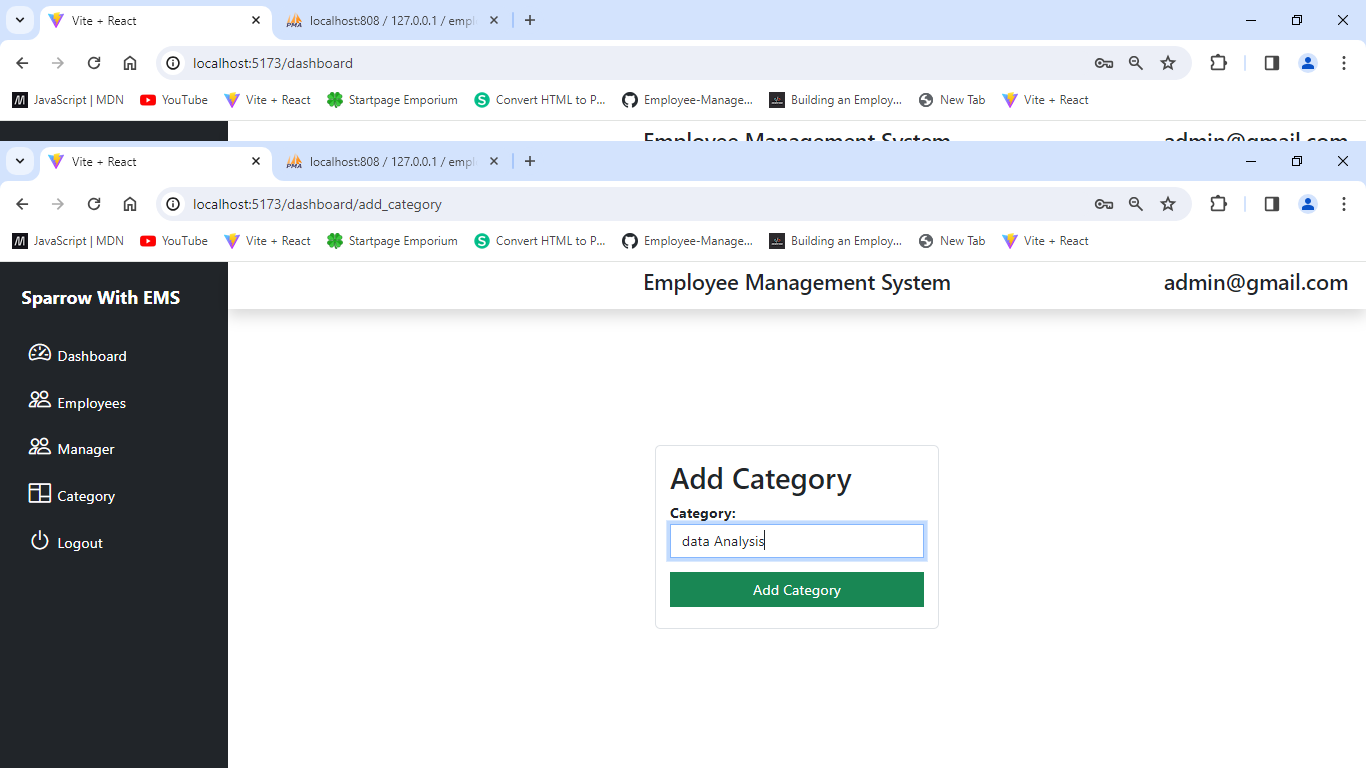 Vite + React
localhost:808 / 127.0.0.1 / empl
localhost:5173/dashboard
JavaScript | MDN YouTube Vite + React Startpage Emporium Convert HTML to P... Employee-Manage... Building an Employ... New Tab Vite + React
Employee Management System admin@gmail.com
Vite + React
localhost:808 / 127.0.0.1 / empl
localhost:5173/dashboard/add_category
JavaScript | MDN YouTube Vite + React Startpage Emporium Convert HTML to P... Employee-Manage... Building an Employ... New Tab Vite + React
Sparrow With EMS
Dashboard
Employees
Manager
Category
Logout
Employee Management System admin@gmail.com
Add Category
Category:
data Analysis
Add Category